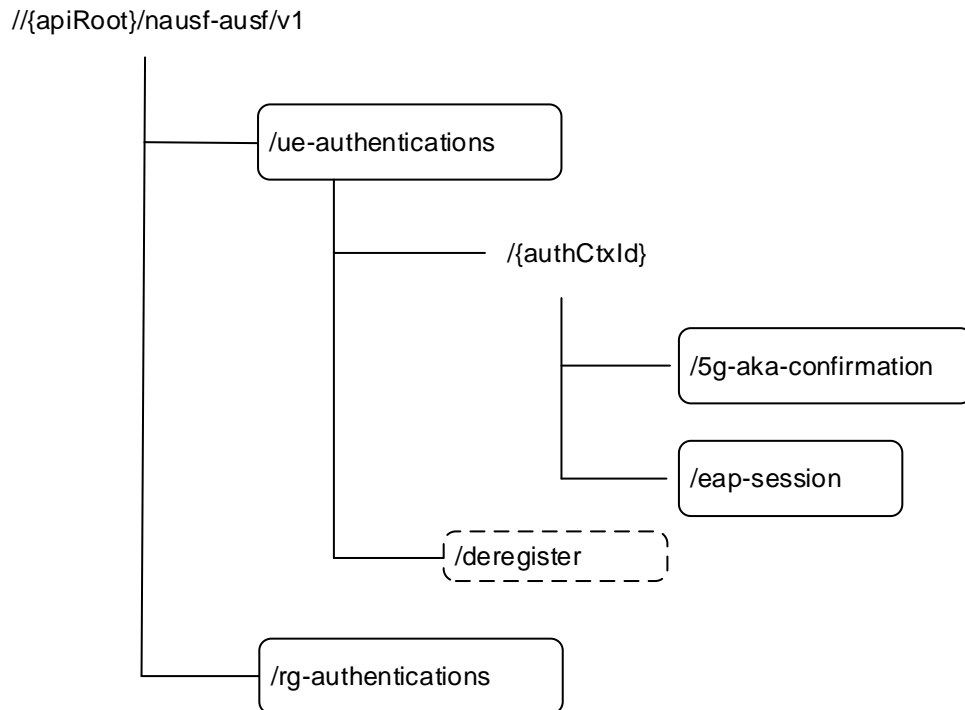 //{apiRoot}/nausf-ausf/v1
/ue-authentications
/{authCtxId}
/5g-aka-confirmation
/eap-session
/deregister
/rg-authentications